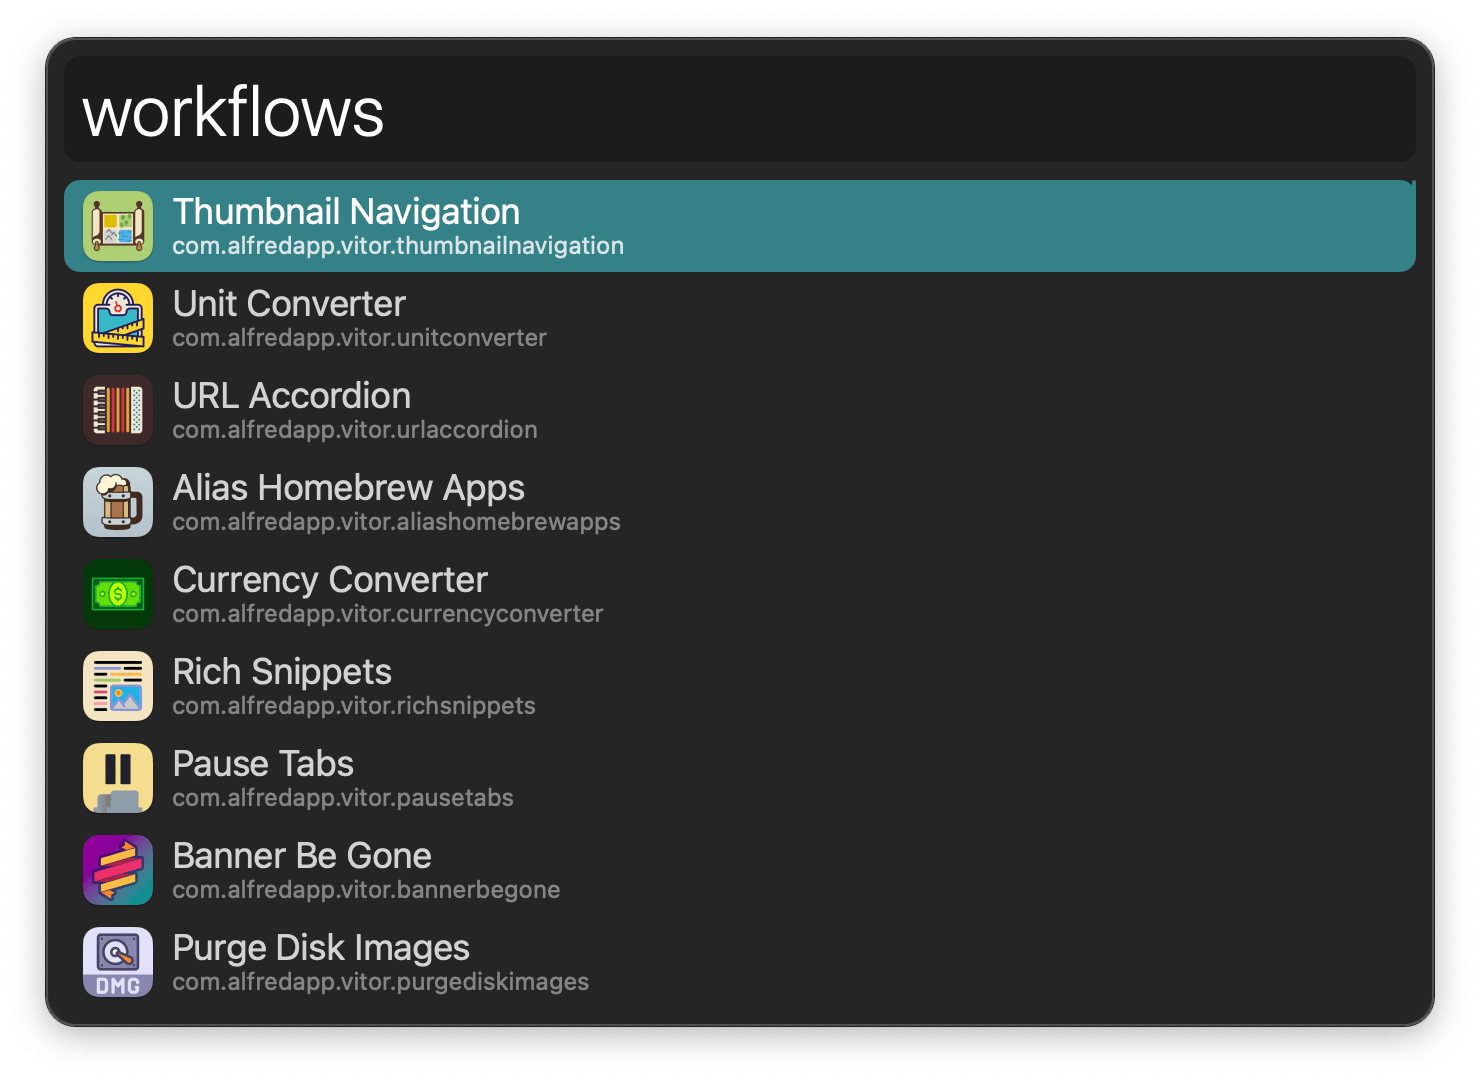 workflows
Thumbnail Navigation
com.alfredapp.vitor.thumbnailnavigation
Unit Converter
com.alfredapp.vitor.unitconverter
URL Accordion
com.alfredapp.vitor.urlaccordion
Alias Homebrew Apps
com.alfredapp.vitor.aliashomebrewapps
$
Currency Converter
com.alfredapp.vitor.currencyconverter
Rich Snippets
com.alfredapp.vitor.richsnippets
Pause Tabs
com.alfredapp.vitor.pausetabs
Banner Be Gone
com.alfredapp.vitor.bannerbegone
Purge Disk Images
com.alfredapp.vitor.purgediskimages
DMG